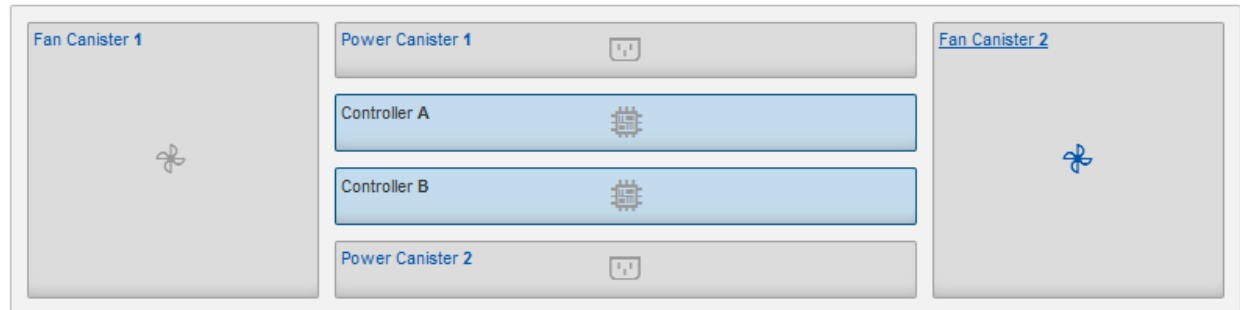 Fan Canister 1
Power Canister 1
Fan Canister 2
Controller A
Controller B
Power Canister 2